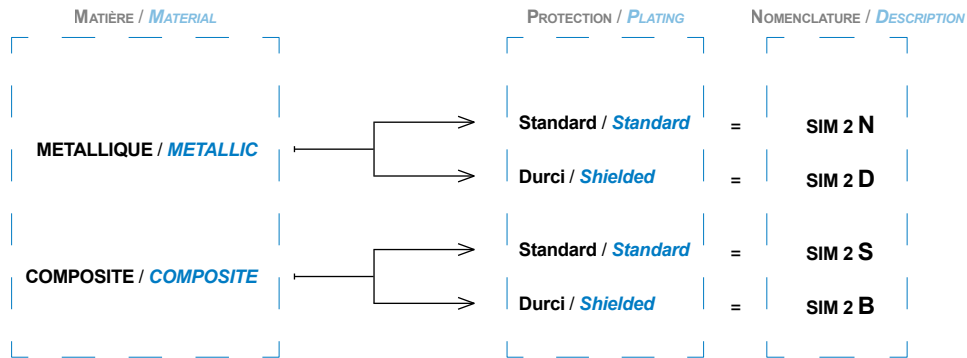 Matière / Material
Protection / Plating
Nomenclature / Description
METALLIQUE / METALLIC
Standard / Standard = SIM 2 N
Durci / Shielded = SIM 2 D
COMPOSITE / COMPOSITE
Standard / Standard = SIM 2 S
Durci / Shielded = SIM 2 B